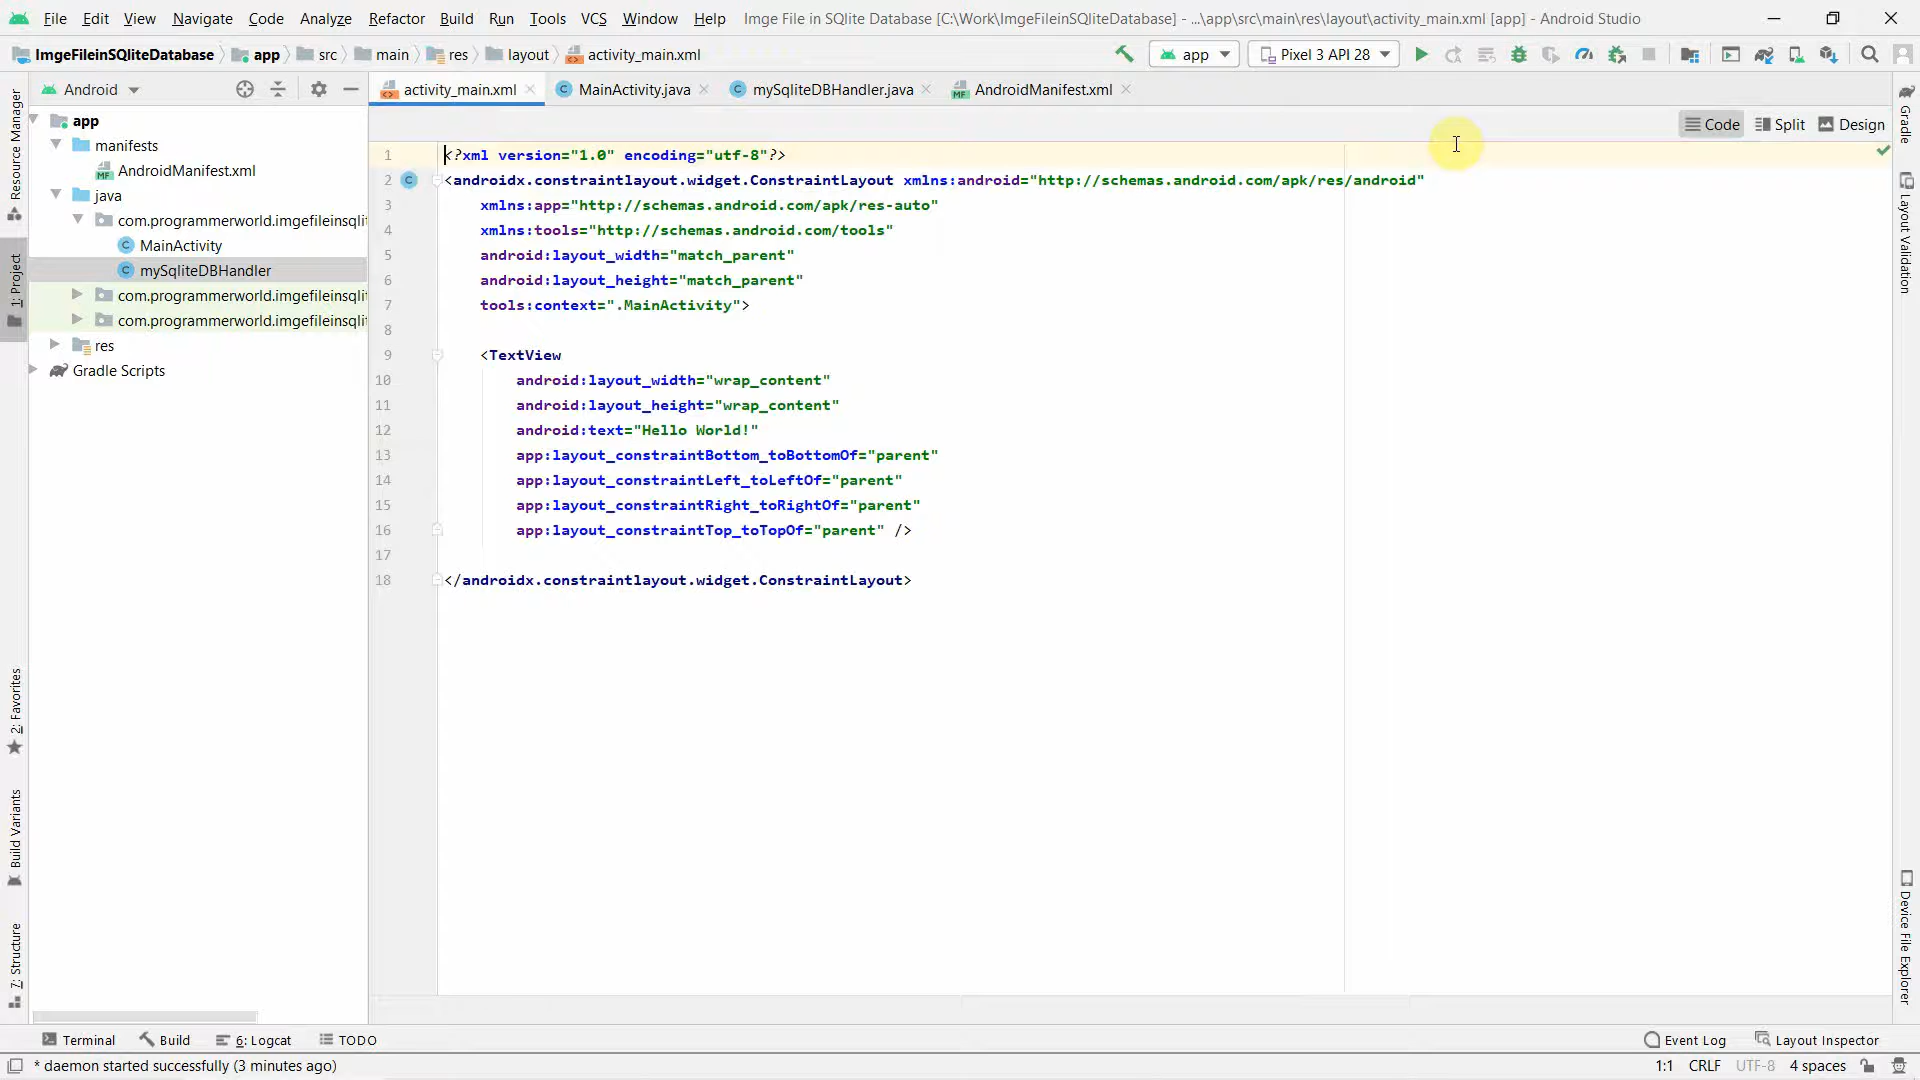 File Edit View Navigate Code Analyze Refactor Build Run Tools VCS Window Help Imge File in SQlite Database [C:\Work\ImgeFileinSQliteDatabase] - ...\app\src\main\res\layout\activity_main.xml [app] - Android Studio
ImgeFileinSQliteDatabase app src main res layout activity_main.xml app Pixel 3 API 28
Android activity_main.xml MainActivity.java mySqliteDBHandler.java AndroidManifest.xml
Code Split Design
app
manifests
AndroidManifest.xml
java
com.programmerworld.imgefileinsqlit
MainActivity
mySqliteDBHandler
com.programmerworld.imgefileinsqlit
com.programmerworld.imgefileinsqlit
res
Gradle Scripts
1 <?xml version="1.0" encoding="utf-8"?>
2 <androidx.constraintlayout.widget.ConstraintLayout xmlns:android="http://schemas.android.com/apk/res/android"
3 xmlns:app="http://schemas.android.com/apk/res-auto"
4 xmlns:tools="http://schemas.android.com/tools"
5 android:layout_width="match_parent"
6 android:layout_height="match_parent"
7 tools:context=".MainActivity">
8
9 <TextView
10 android:layout_width="wrap_content"
11 android:layout_height="wrap_content"
12 android:text="Hello World!"
13 app:layout_constraintBottom_toBottomOf="parent"
14 app:layout_constraintLeft_toLeftOf="parent"
15 app:layout_constraintRight_toRightOf="parent"
16 app:layout_constraintTop_toTopOf="parent" />
17
18 </androidx.constraintlayout.widget.ConstraintLayout>
Resource Manager
1: Project
2: Favorites
Build Variants
7: Structure
Gradle
Layout Validation
Device File Explorer
Terminal Build 6: Logcat TODO Event Log Layout Inspector
* daemon started successfully (3 minutes ago) 1:1 CRLF UTF-8 4 spaces